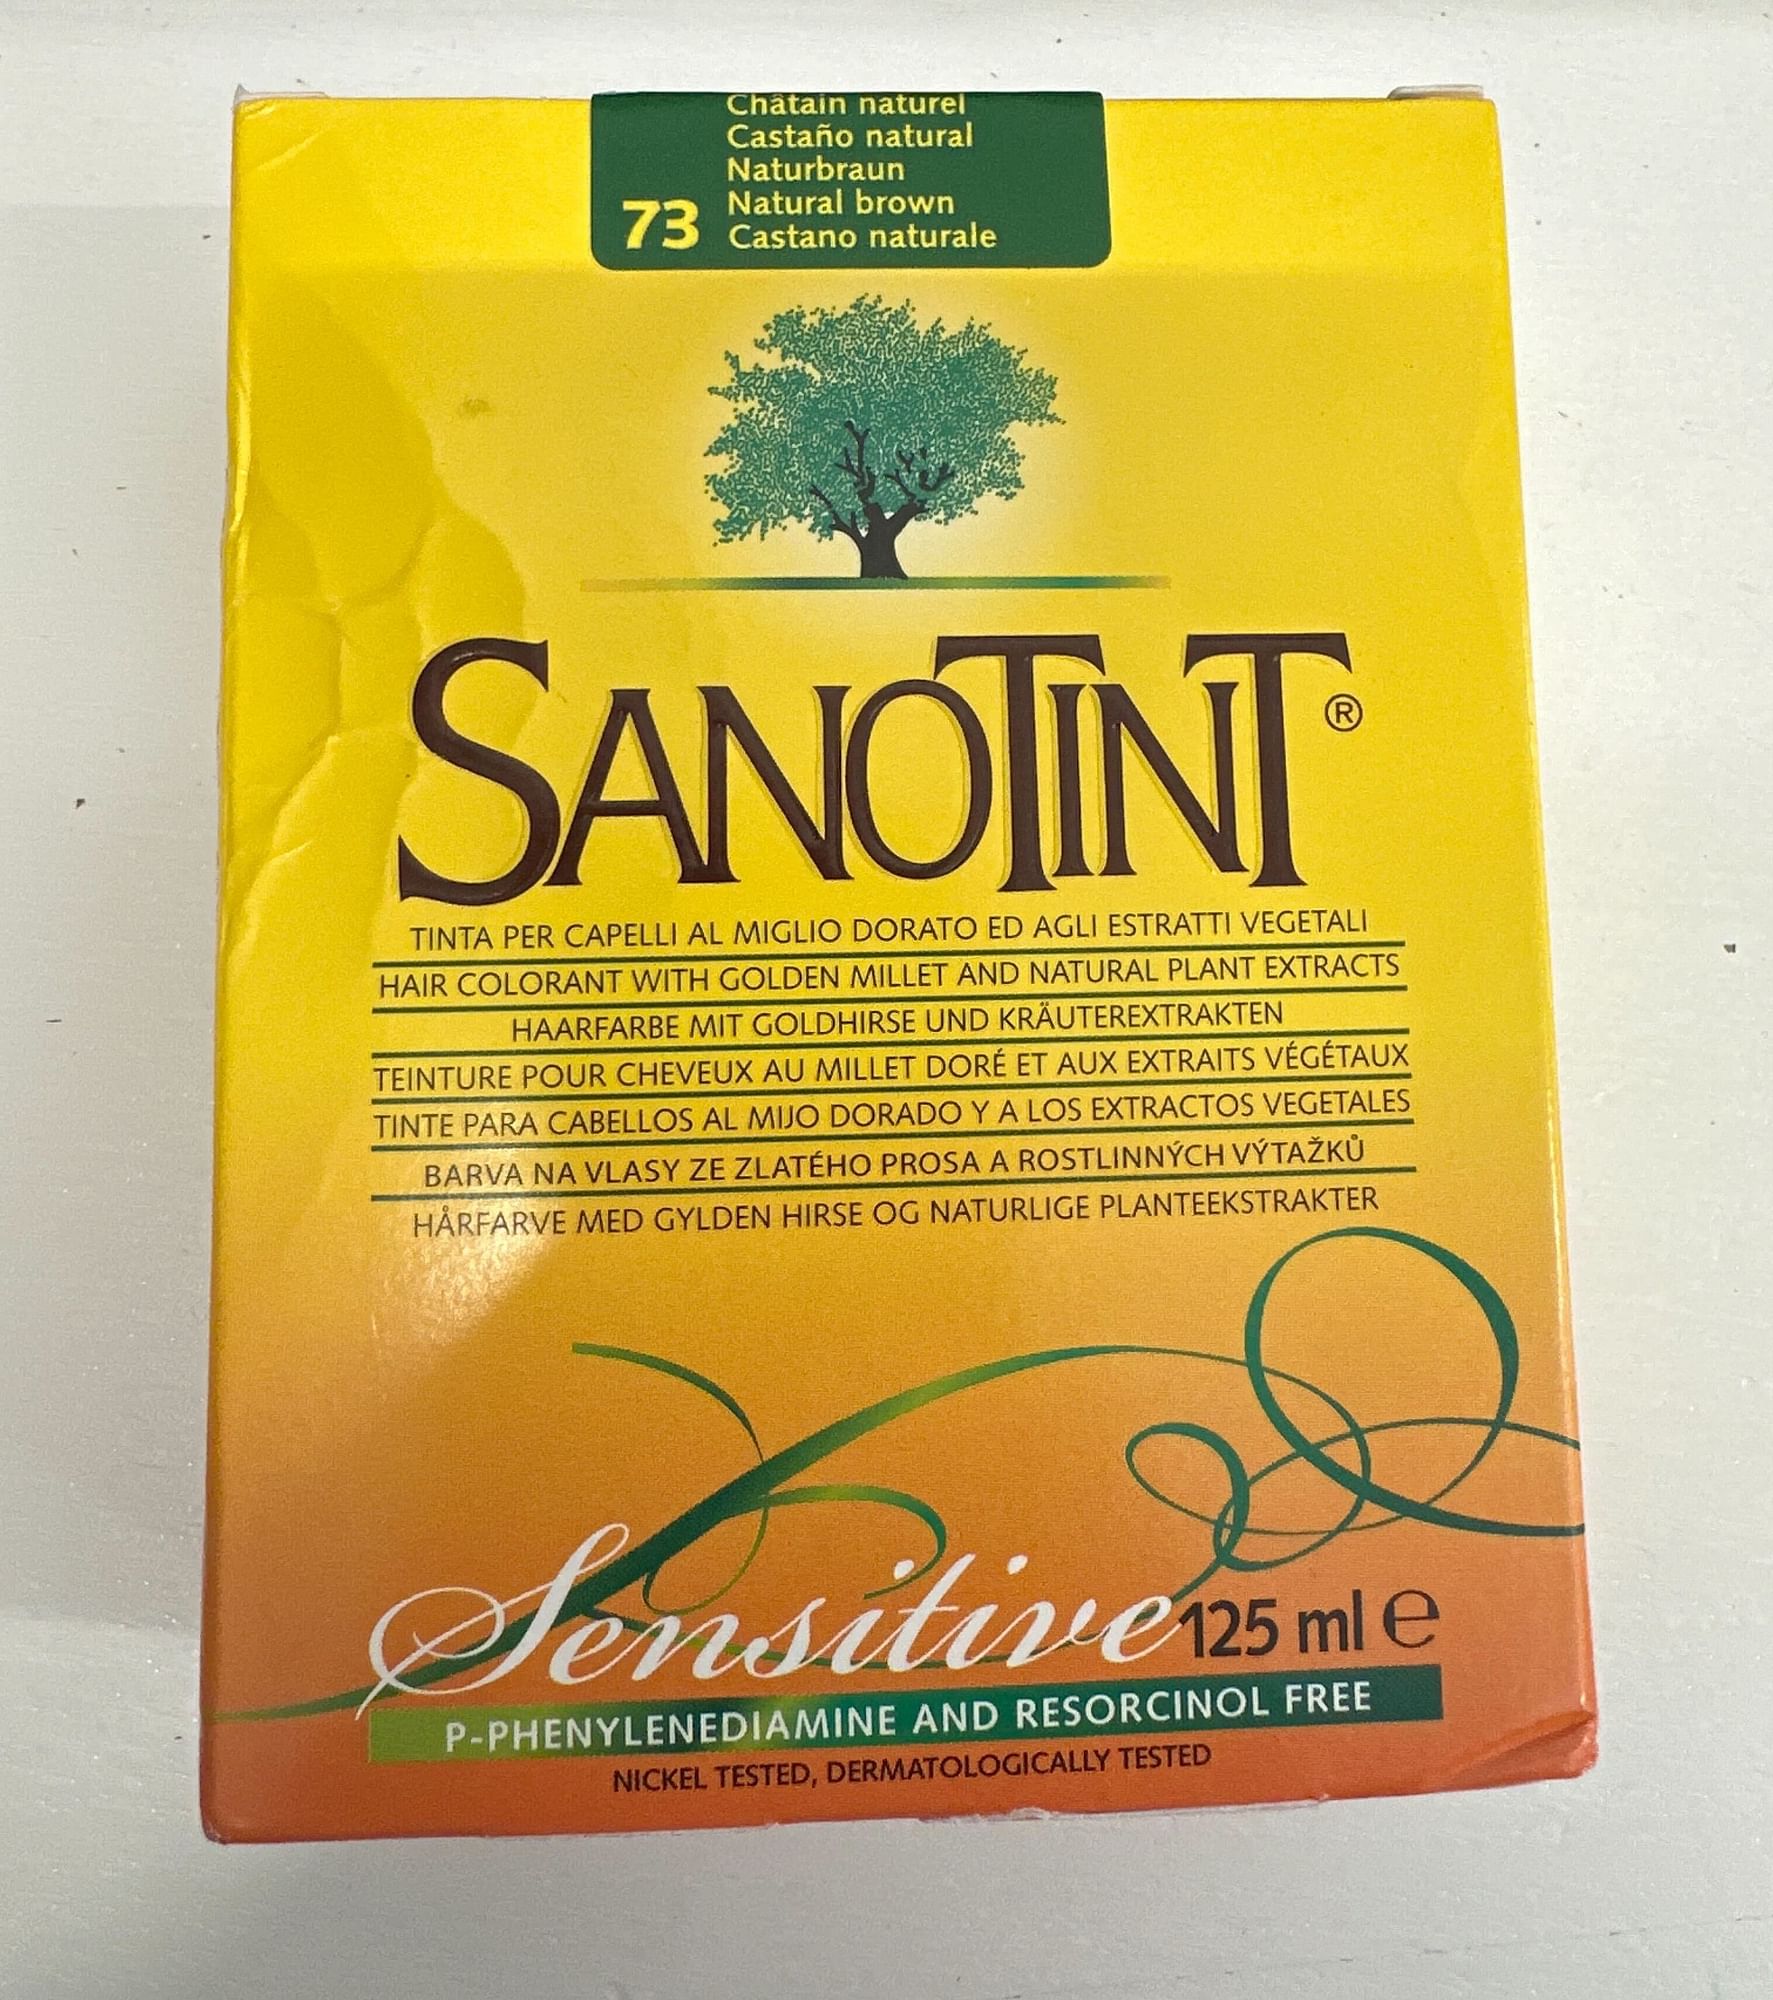 Châtain naturel
Castaño natural
Naturbraun
Natural brown
73 Castano naturale
SANOTINT®
TINTA PER CAPELLI AL MIGLIO DORATO ED AGLI ESTRATTI VEGETALI
HAIR COLORANT WITH GOLDEN MILLET AND NATURAL PLANT EXTRACTS
HAARFARBE MIT GOLDHIRSE UND KRÄUTEREXTRAKTEN
TEINTURE POUR CHEVEUX AU MILLET DORÉ ET AUX EXTRAITS VÉGÉTAUX
TINTE PARA CABELLOS AL MIJO DORADO Y A LOS EXTRACTOS VEGETALES
BARVA NA VLASY ZE ZLATÉHO PROSA A ROSTLINNÝCH VÝTAŽKŮ
HÅRFARVE MED GYLDEN HIRSE OG NATURLIGE PLANTEEKSTRAKTER
Sensitive 125 ml ℮
P-PHENYLENEDIAMINE AND RESORCINOL FREE
NICKEL TESTED, DERMATOLOGICALLY TESTED